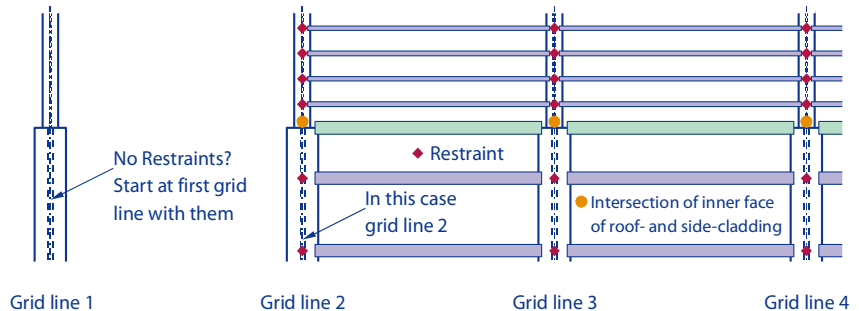 No Restraints?
Start at first grid
line with them
Restraint
In this case
grid line 2
Intersection of inner face
of roof- and side-cladding
Grid line 1
Grid line 2
Grid line 3
Grid line 4